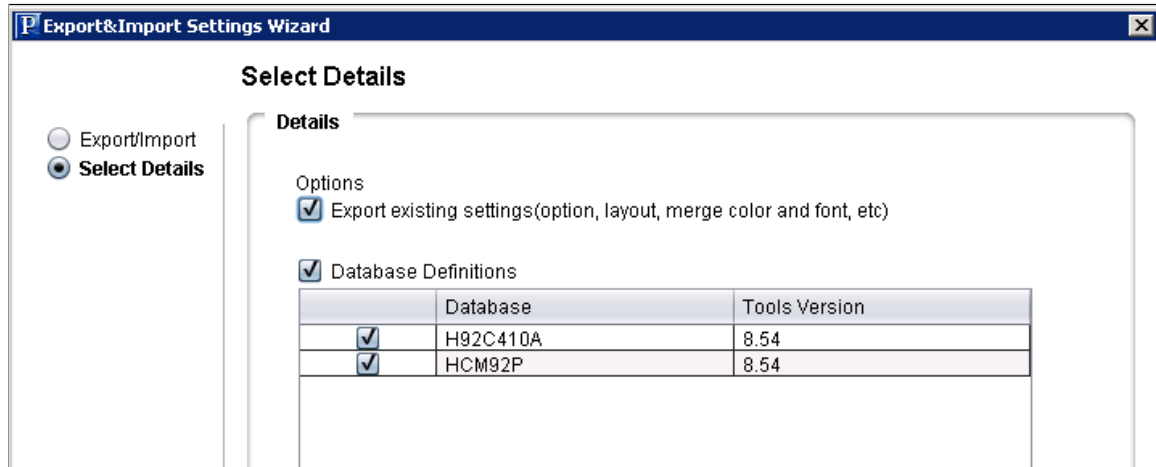 Export&Import Settings Wizard
Select Details
Export/Import
Select Details
Details
Options
Export existing settings(option, layout, merge color and font, etc)
Database Definitions
Database Tools Version
H92C410A 8.54
HCM92P 8.54